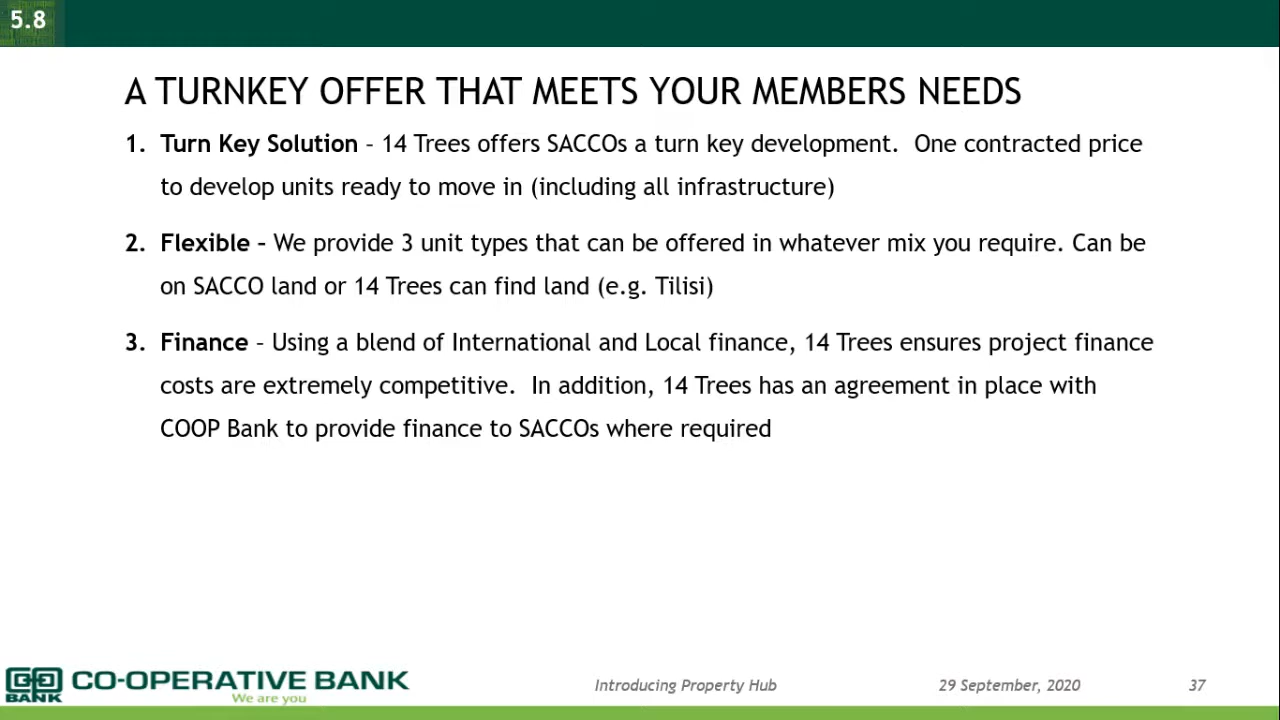 5.8
A TURNKEY OFFER THAT MEETS YOUR MEMBERS NEEDS
1. Turn Key Solution – 14 Trees offers SACCOs a turn key development.  One contracted price
to develop units ready to move in (including all infrastructure)
2. Flexible – We provide 3 unit types that can be offered in whatever mix you require. Can be
on SACCO land or 14 Trees can find land (e.g. Tilisi)
3. Finance – Using a blend of International and Local finance, 14 Trees ensures project finance
costs are extremely competitive.  In addition, 14 Trees has an agreement in place with
COOP Bank to provide finance to SACCOs where required
BANK CO-OPERATIVE BANK
We are you
Introducing Property Hub 29 September, 2020 37